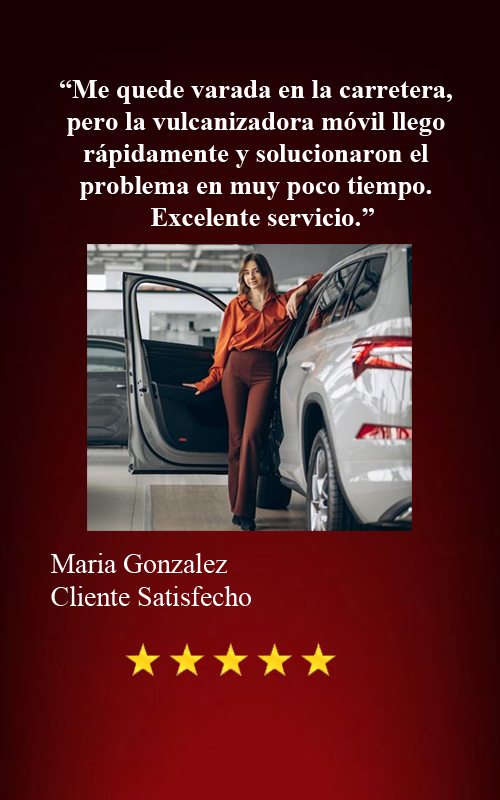 “Me quede varada en la carretera,
pero la vulcanizadora móvil llego
rápidamente y solucionaron el
problema en muy poco tiempo.
Excelente servicio.”
Maria Gonzalez
Cliente Satisfecho